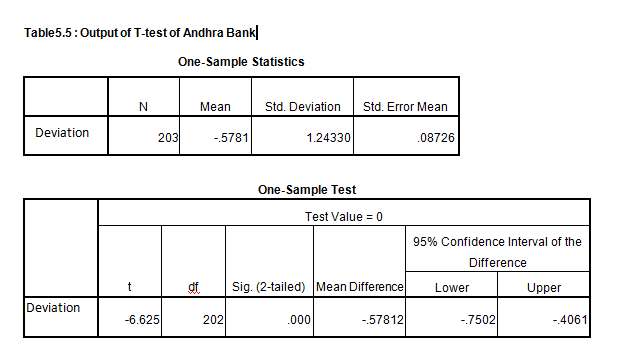 Table5.5 : Output of T-test of Andhra Bank
One-Sample Statistics
N Mean Std. Deviation Std. Error Mean
Deviation 203 -.5781 1.24330 .08726
One-Sample Test
Test Value = 0
95% Confidence Interval of the
Difference
t df Sig. (2-tailed) Mean Difference Lower Upper
Deviation -6.625 202 .000 -.57812 -.7502 -.4061